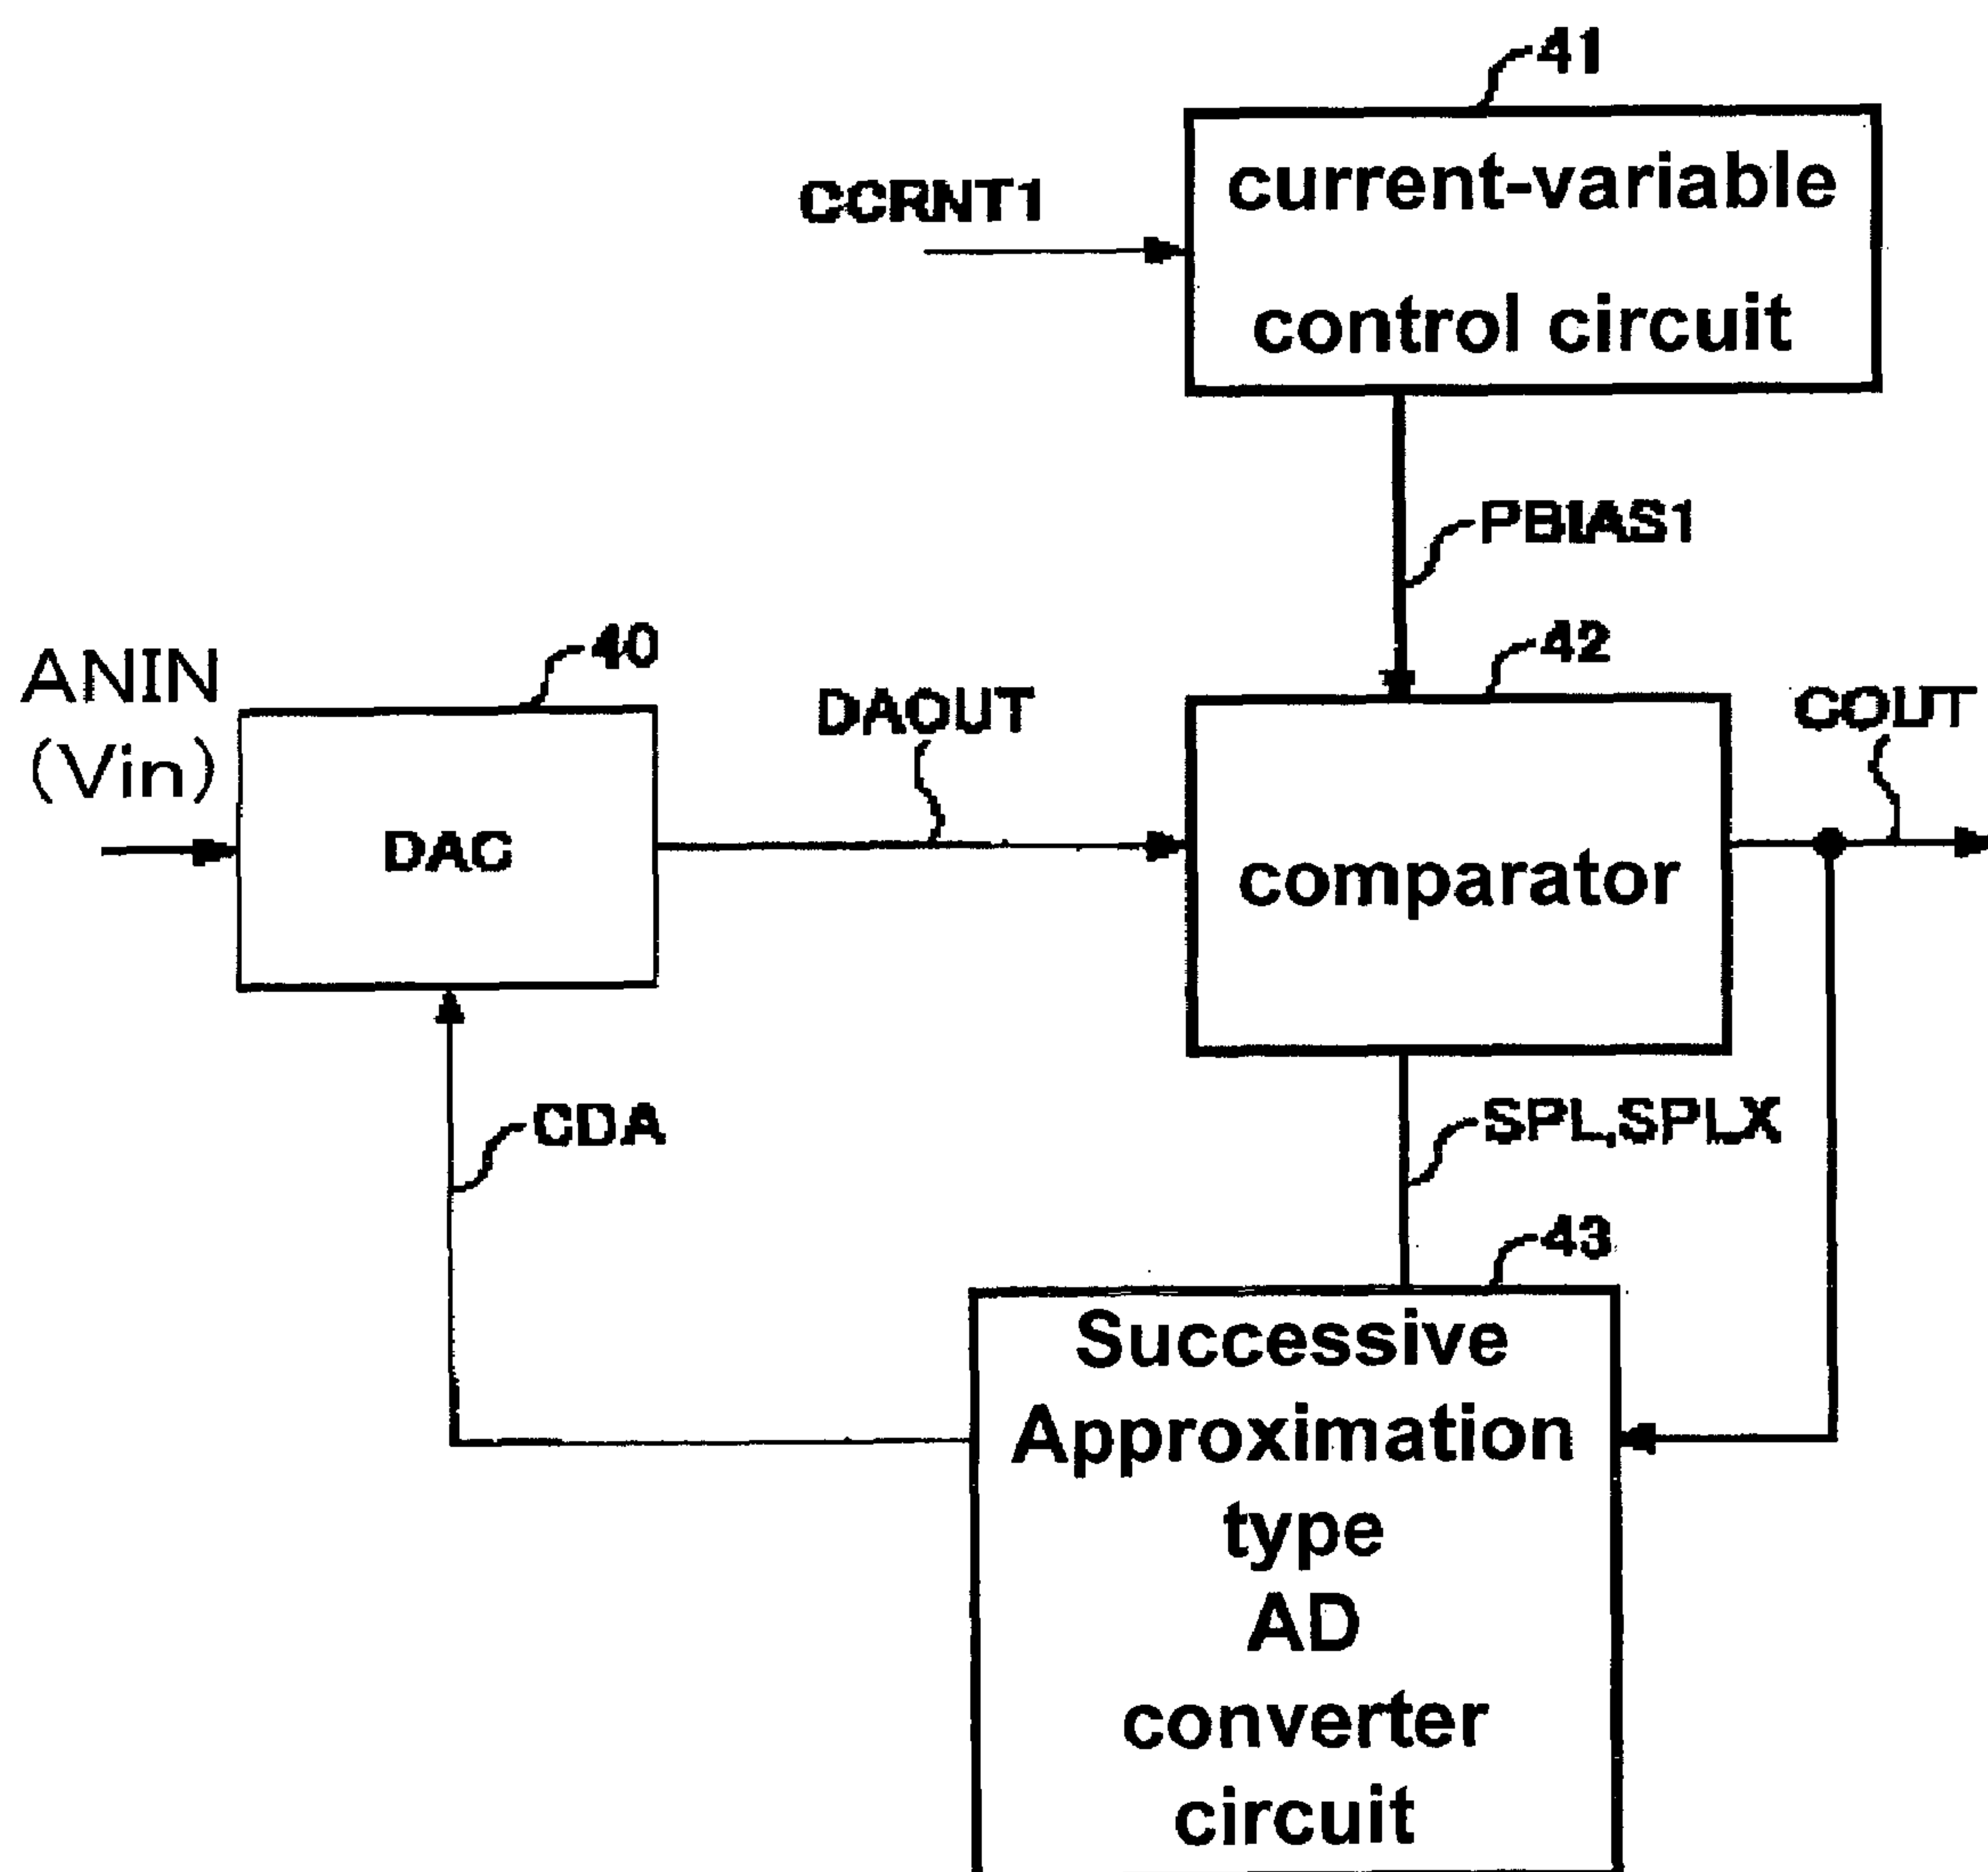 41
current-variable
control circuit
CCRNT1
PBIAS1
ANIN
(Vin)
40
DAC
DAOUT
42
comparator
COUT
CDA
SPL,SPLX
43
Successive
Approximation
type
AD
converter
circuit